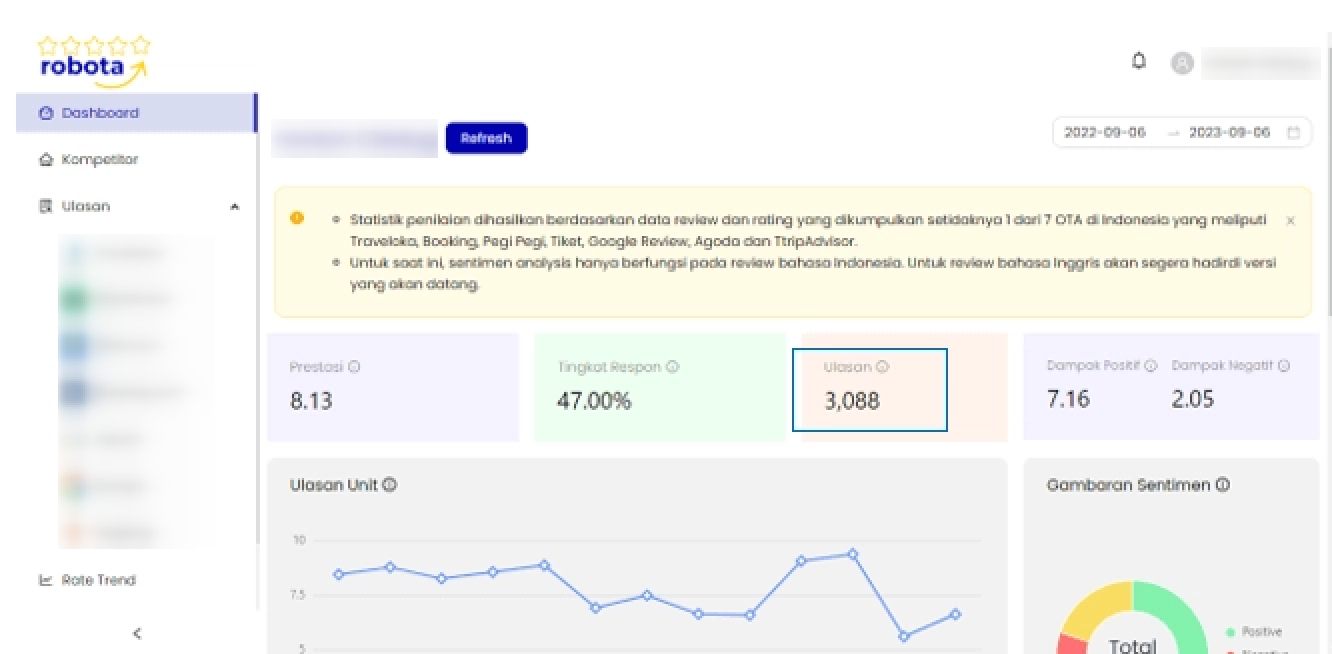 robota
Dashboard
Kompetitor
Ulasan
Rate Trend
Refresh
2022-09-06 → 2023-09-06
Statistik penilaian dihasilkan berdasarkan data review dan rating yang dikumpulkan setidaknya 1 dari 7 OTA di Indonesia yang meliputi
Traveloka, Booking, Pegi Pegi, Tiket, Google Review, Agoda dan TtripAdvisor.
Untuk saat ini, sentimen analysis hanya berfungsi pada review bahasa Indonesia. Untuk review bahasa Inggris akan segera hadirdi versi
yang akan datang.
Prestasi
8.13
Tingkat Respon
47.00%
Ulasan
3,088
Dampak Positif Dampak Negatif
7.16 2.05
Ulasan Unit
10
7.5
5
Gambaran Sentimen
Total
Positive